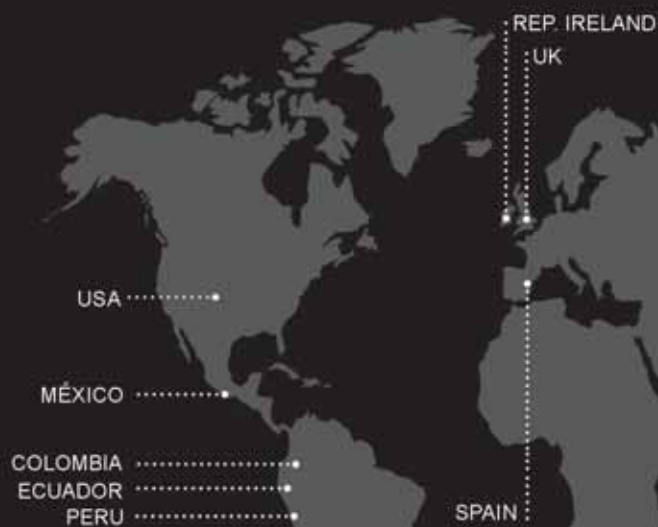 REP. IRELAND
UK
USA
MÉXICO
COLOMBIA
ECUADOR
PERU
SPAIN